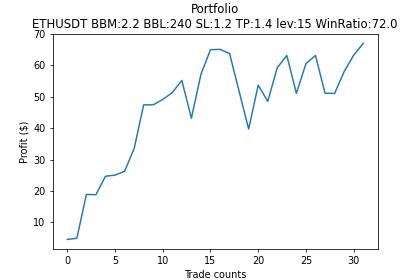 Portfolio
ETHUSDT BBM:2.2 BBL:240 SL:1.2 TP:1.4 lev:15 WinRatio:72.0
70
60
50
40
30
20
10
Profit ($)
0 5 10 15 20 25 30
Trade counts